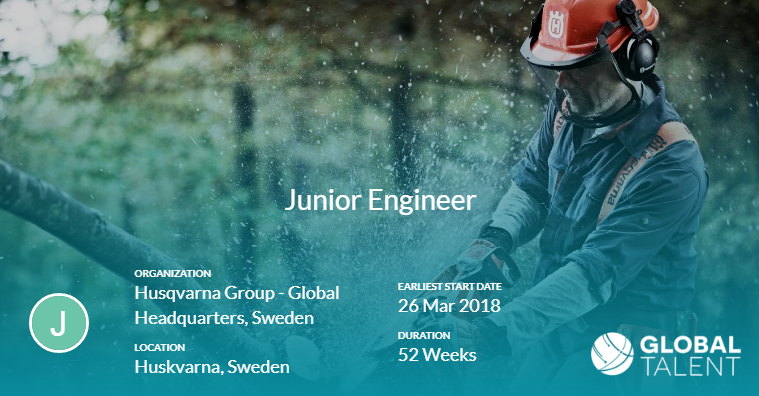 H
Husqvarna
Junior Engineer
ORGANIZATION
Husqvarna Group - Global
Headquarters, Sweden
LOCATION
Huskvarna, Sweden
EARLIEST START DATE
26 Mar 2018
DURATION
52 Weeks
J
GLOBAL
TALENT